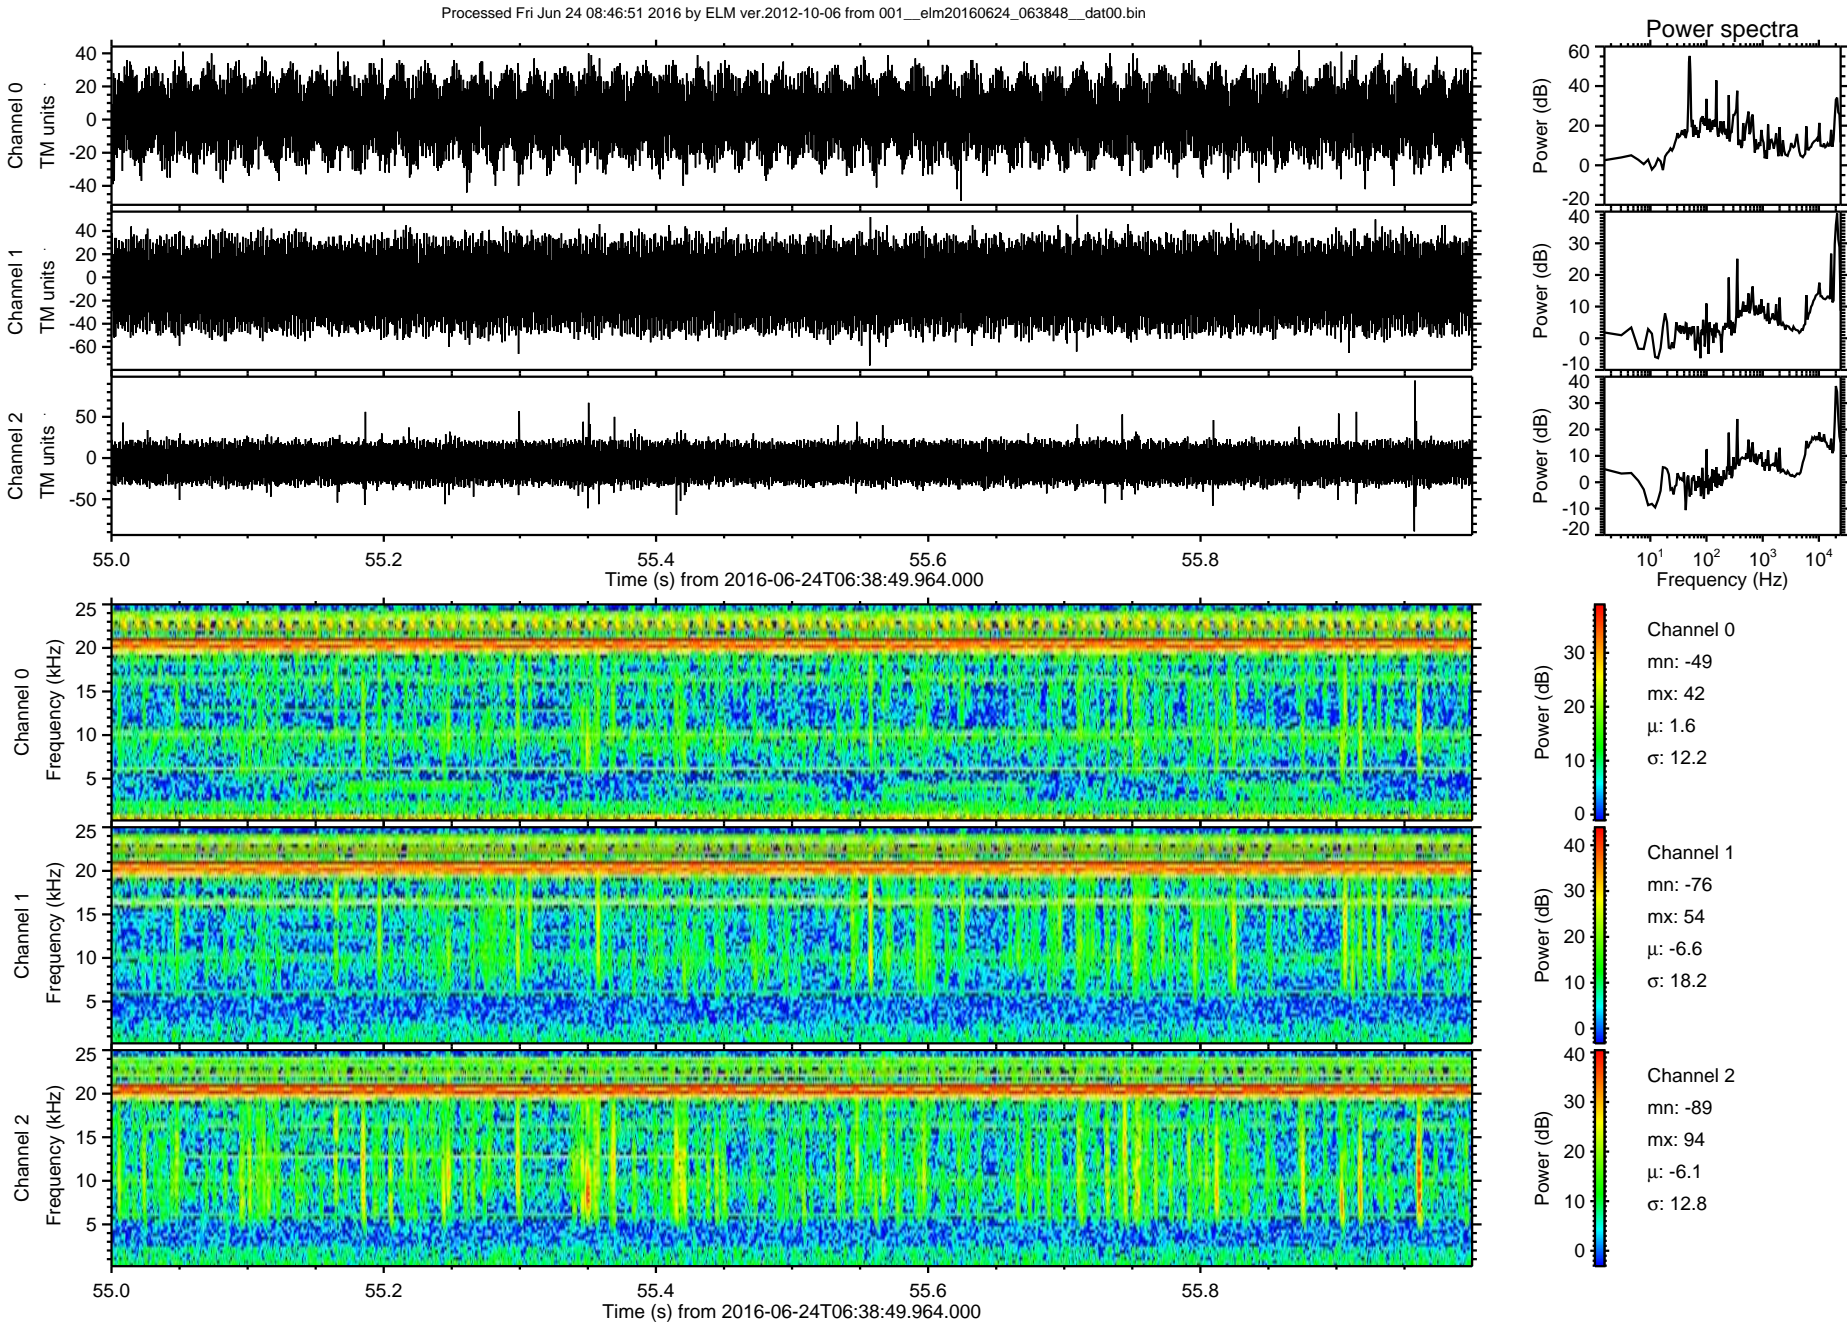 Processed Fri Jun 24 08:46:51 2016 by ELM ver.2012-10-06 from 001__elm20160624_063848__dat00.bin
Power spectra
Channel 0
TM units
40
20
0
-20
-40
Power (dB)
60
40
20
0
-20
Channel 1
TM units
40
20
0
-20
-40
-60
Power (dB)
40
30
20
10
0
-10
Channel 2
TM units
50
0
-50
Power (dB)
40
30
20
10
0
-10
-20
55.0 55.2 55.4 55.6 55.8
Time (s) from 2016-06-24T06:38:49.964.000
10^1 10^2 10^3 10^4
Frequency (Hz)
Channel 0
Frequency (kHz)
25
20
15
10
5
Power (dB)
30
20
10
0
Channel 0
mn: -49
mx: 42
μ: 1.6
σ: 12.2
Channel 1
Frequency (kHz)
25
20
15
10
5
Power (dB)
40
30
20
10
0
Channel 1
mn: -76
mx: 54
μ: -6.6
σ: 18.2
Channel 2
Frequency (kHz)
25
20
15
10
5
Power (dB)
40
30
20
10
0
Channel 2
mn: -89
mx: 94
μ: -6.1
σ: 12.8
55.0 55.2 55.4 55.6 55.8
Time (s) from 2016-06-24T06:38:49.964.000